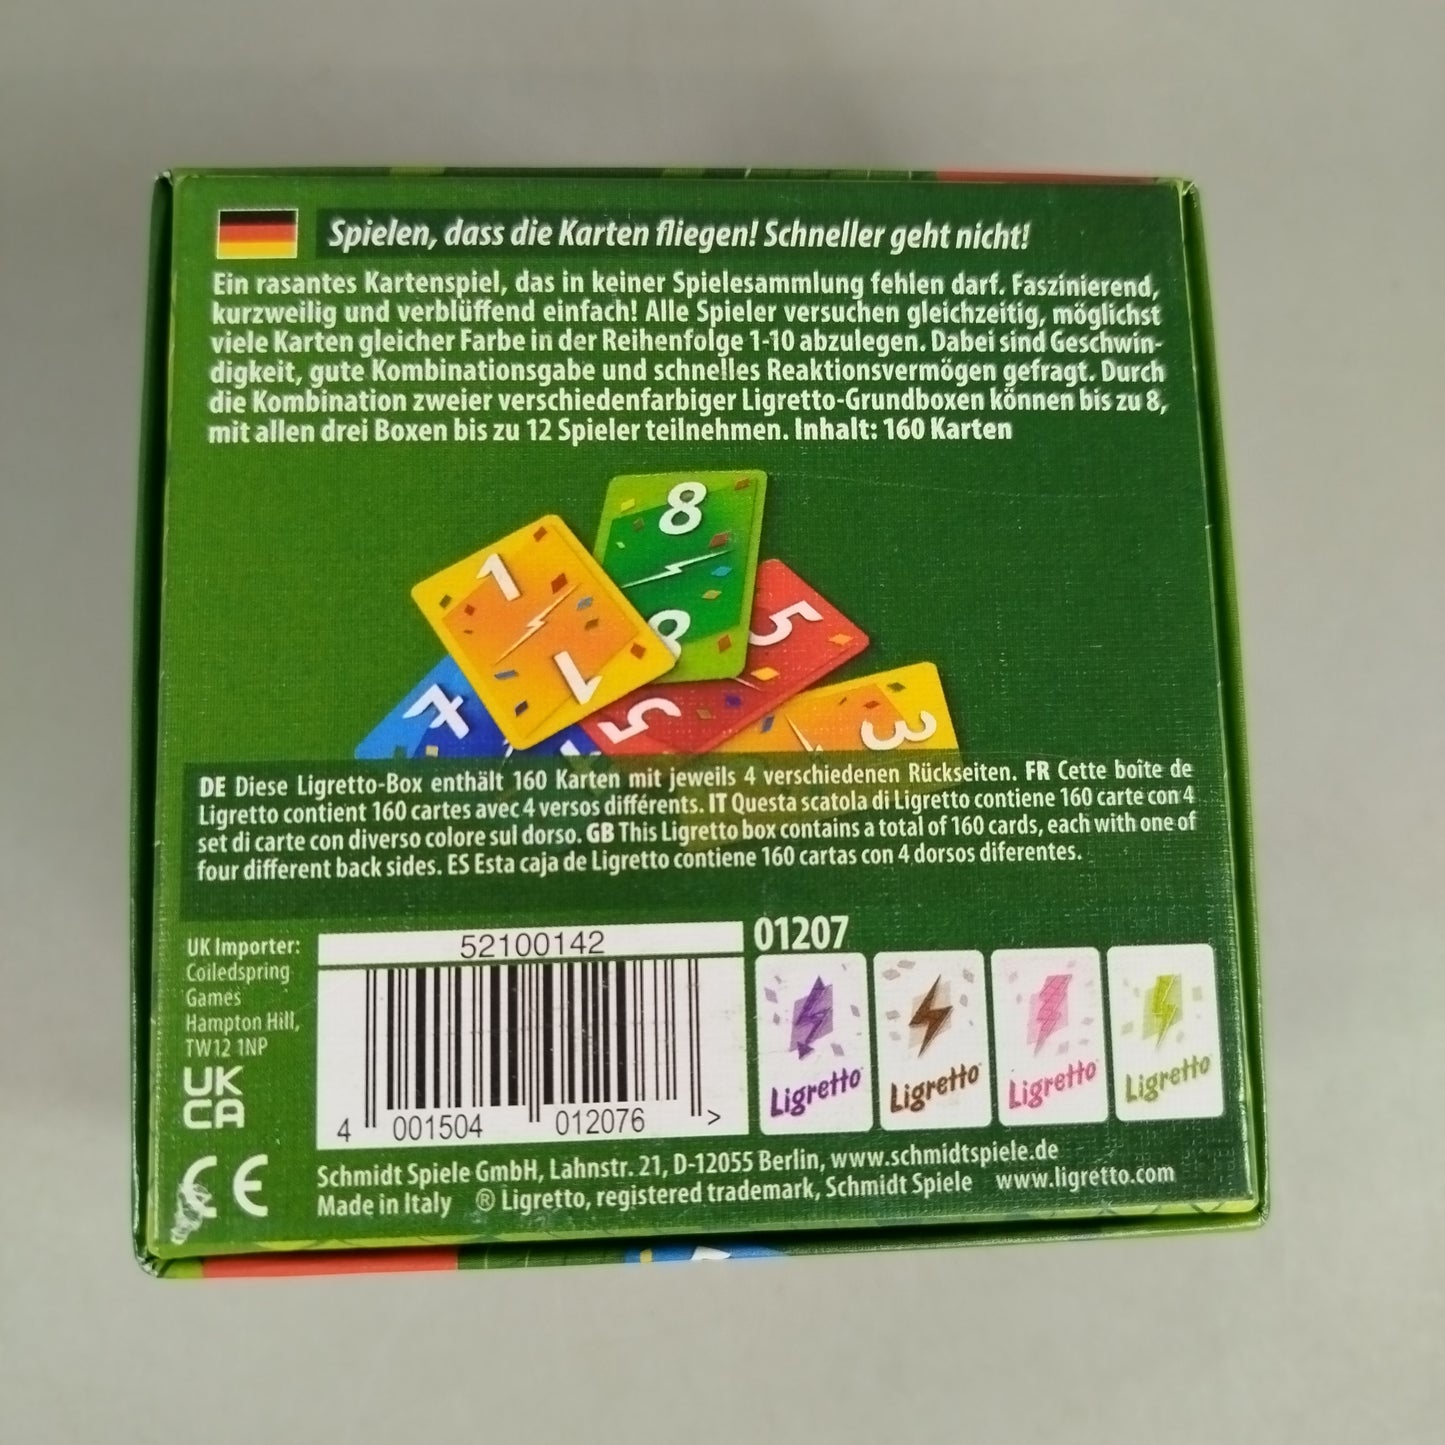 Spielen, dass die Karten fliegen! Schneller geht nicht!
Ein rasantes Kartenspiel, das in keiner Spielesammlung fehlen darf. Faszinierend,
kurzweilig und verblüffend einfach! Alle Spieler versuchen gleichzeitig, möglichst
viele Karten gleicher Farbe in der Reihenfolge 1-10 abzulegen. Dabei sind Geschwin-
digkeit, gute Kombinationsgabe und schnelles Reaktionsvermögen gefragt. Durch
die Kombination zweier verschiedenfarbiger Ligretto-Grundboxen können bis zu 8,
mit allen drei Boxen bis zu 12 Spieler teilnehmen. Inhalt: 160 Karten
8
1
8
5
1
7
5
3
DE Diese Ligretto-Box enthält 160 Karten mit jeweils 4 verschiedenen Rückseiten. FR Cette boîte de
Ligretto contient 160 cartes avec 4 versos différents. IT Questa scatola di Ligretto contiene 160 carte con 4
set di carte con diverso colore sul dorso. GB This Ligretto box contains a total of 160 cards, each with one of
four different back sides. ES Esta caja de Ligretto contiene 160 cartas con 4 dorsos diferentes.
UK Importer:
Coiledspring
Games
Hampton Hill,
TW12 1NP
UK
CA
CE
52100142
4 001504 012076 >
01207
Ligretto
Ligretto
Ligretto
Ligretto
Schmidt Spiele GmbH, Lahnstr. 21, D-12055 Berlin, www.schmidtspiele.de
Made in Italy ® Ligretto, registered trademark, Schmidt Spiele www.ligretto.com